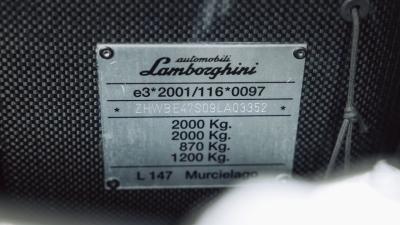 automobili
Lamborghini
e3*2001/116*0097
* ZHWBE47S09LA03352 *
2000 Kg.
2000 Kg.
870 Kg.
1200 Kg.
L 147 Murcielago